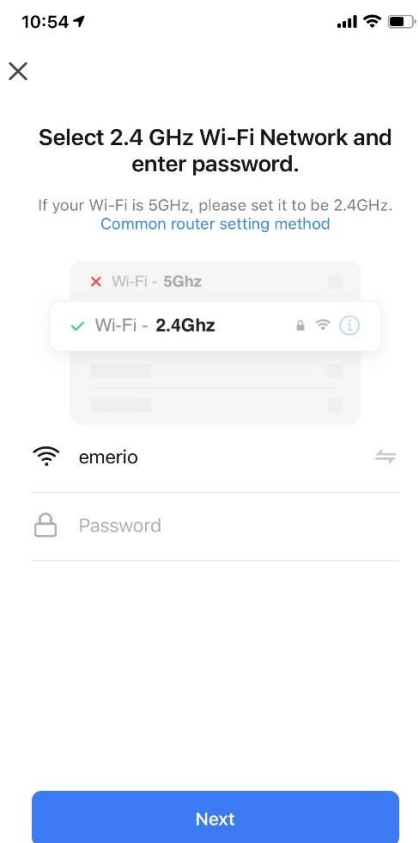 10:54
Select 2.4 GHz Wi-Fi Network and
enter password.
If your Wi-Fi is 5GHz, please set it to be 2.4GHz.
Common router setting method
Wi-Fi - 5Ghz
Wi-Fi - 2.4Ghz
emerio
Password
Next